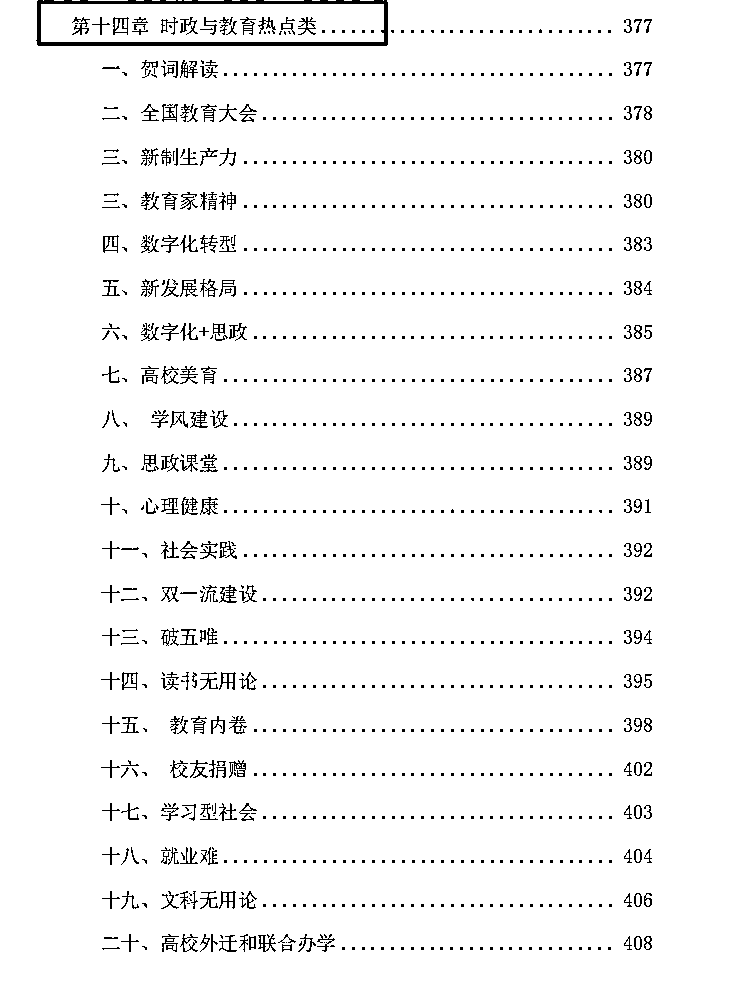 第十四章 时政与教育热点类.............................. 377
一、贺词解读........................................ 377
二、全国教育大会.................................... 378
三、新制生产力...................................... 380
三、教育家精神...................................... 380
四、数字化转型...................................... 383
五、新发展格局...................................... 384
六、数字化+思政..................................... 385
七、高校美育........................................ 387
八、 学风建设....................................... 389
九、思政课堂........................................ 389
十、心理健康........................................ 391
十一、社会实践...................................... 392
十二、双一流建设.................................... 392
十三、破五唯........................................ 394
十四、读书无用论.................................... 395
十五、 教育内卷..................................... 398
十六、 校友捐赠..................................... 402
十七、学习型社会.................................... 403
十八、就业难........................................ 404
十九、文科无用论.................................... 406
二十、高校外迁和联合办学............................ 408